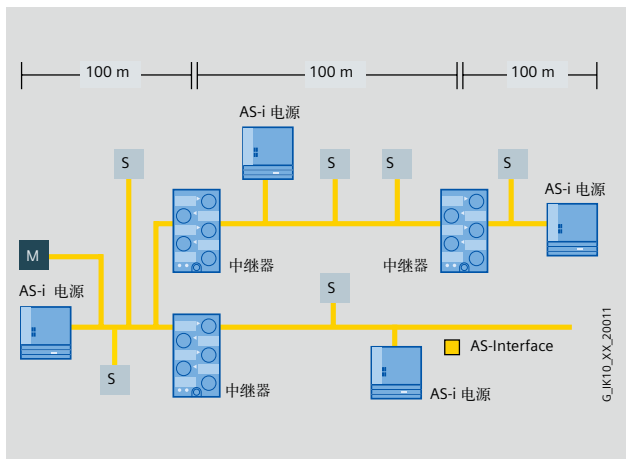 100 m
100 m
100 m
AS-i 电源
S
S
S
S
AS-i 电源
M
中继器
中继器
AS-i 电源
S
AS-Interface
S
中继器
AS-i 电源
G_IK10_XX_20011